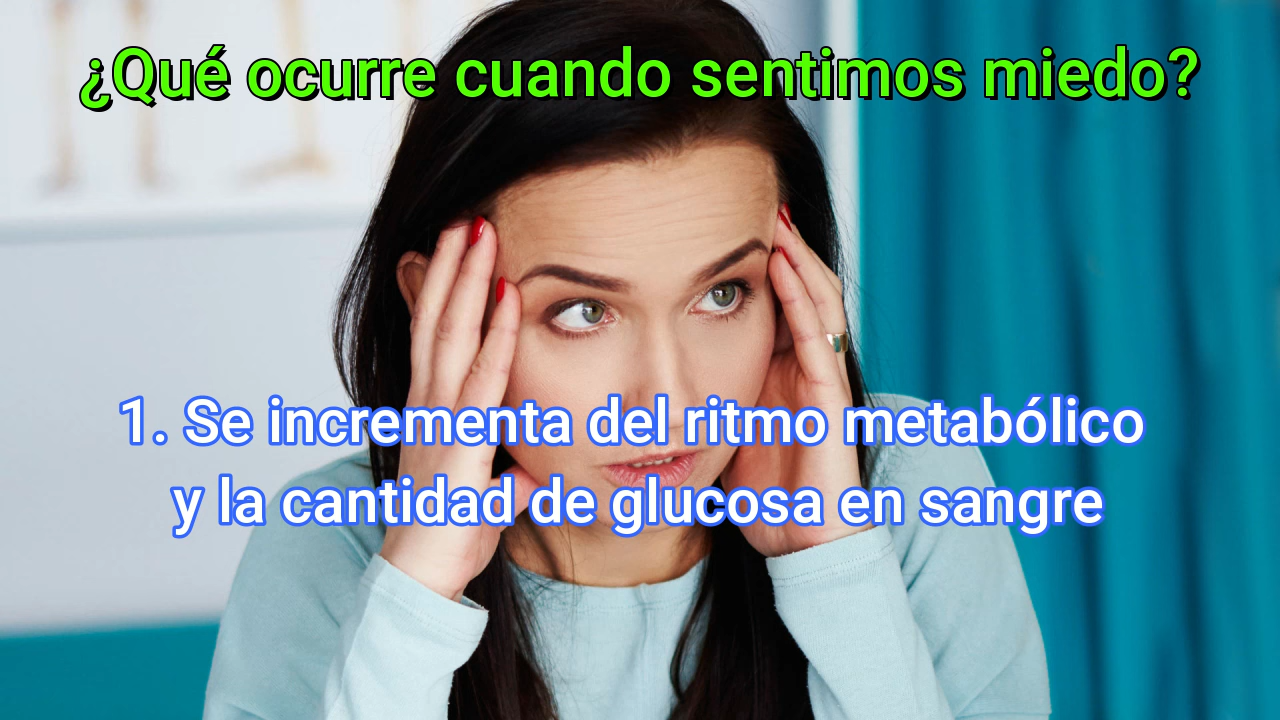 ¿Qué ocurre cuando sentimos miedo?
1. Se incrementa del ritmo metabólico
y la cantidad de glucosa en sangre